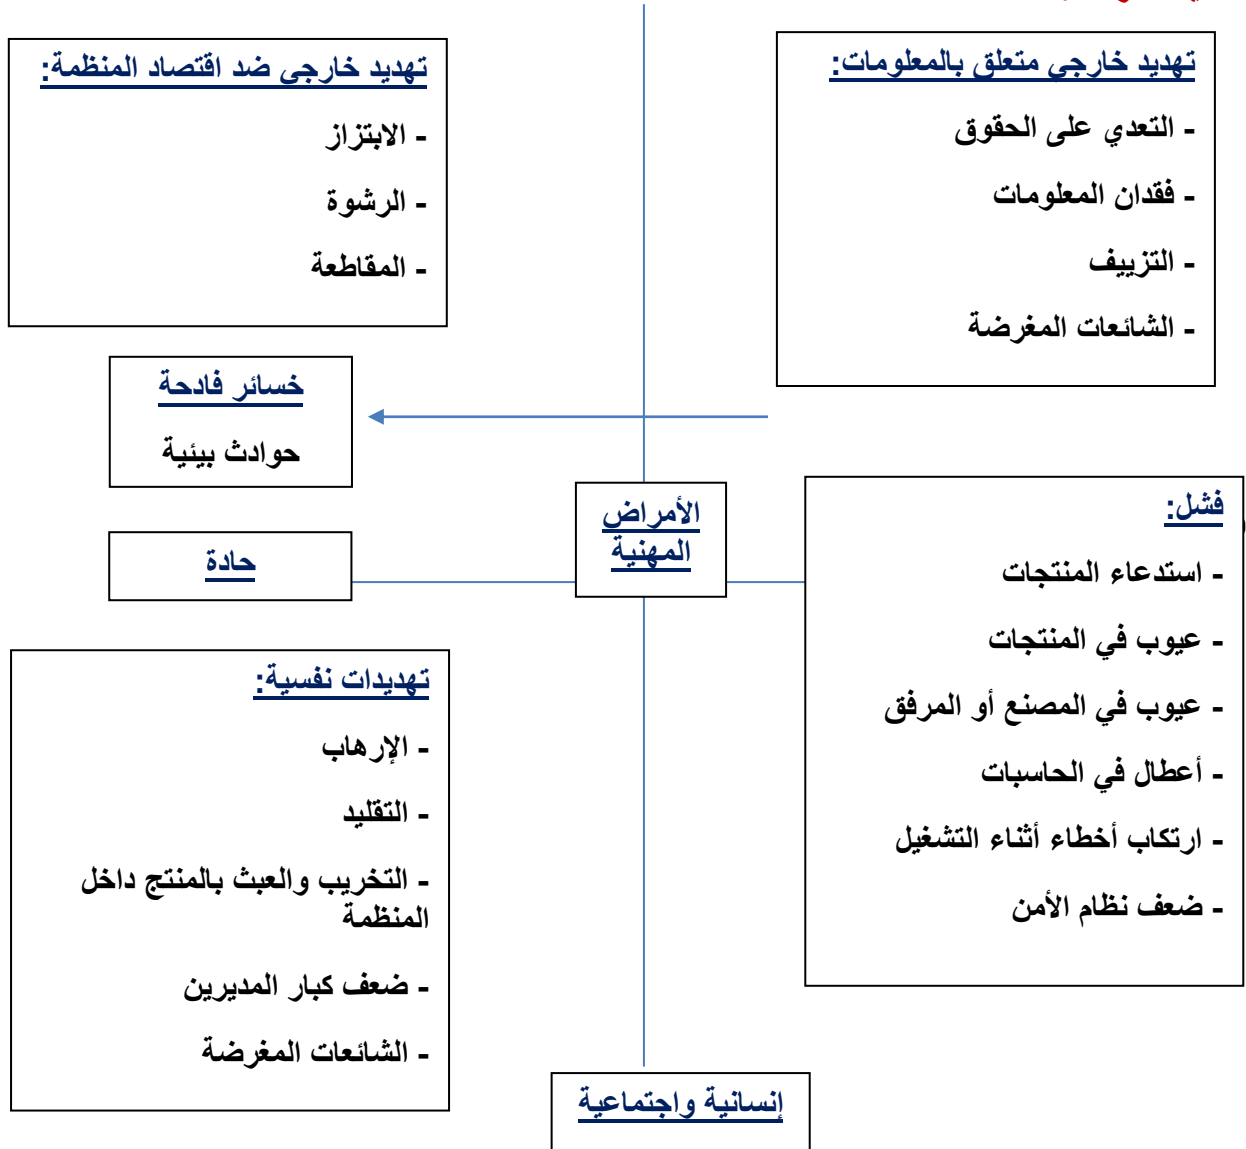 تهديد خارجي متعلق بالمعلومات:
- التعدي على الحقوق
- فقدان المعلومات
- التزييف
- الشائعات المغرضة
تهديد خارجي ضد اقتصاد المنظمة:
- الابتزاز
- الرشوة
- المقاطعة
خسائر فادحة
حوادث بيئية
الأمراض
المهنية
حادة
فشل:
- استدعاء المنتجات
- عيوب في المنتجات
- عيوب في المصنع أو المرفق
- أعطال في الحاسبات
- ارتكاب أخطاء أثناء التشغيل
- ضعف نظام الأمن
تهديدات نفسية:
- الإرهاب
- التقليد
- التخريب والعبث بالمنتج داخل
المنظمة
- ضعف كبار المديرين
- الشائعات المغرضة
إنسانية واجتماعية